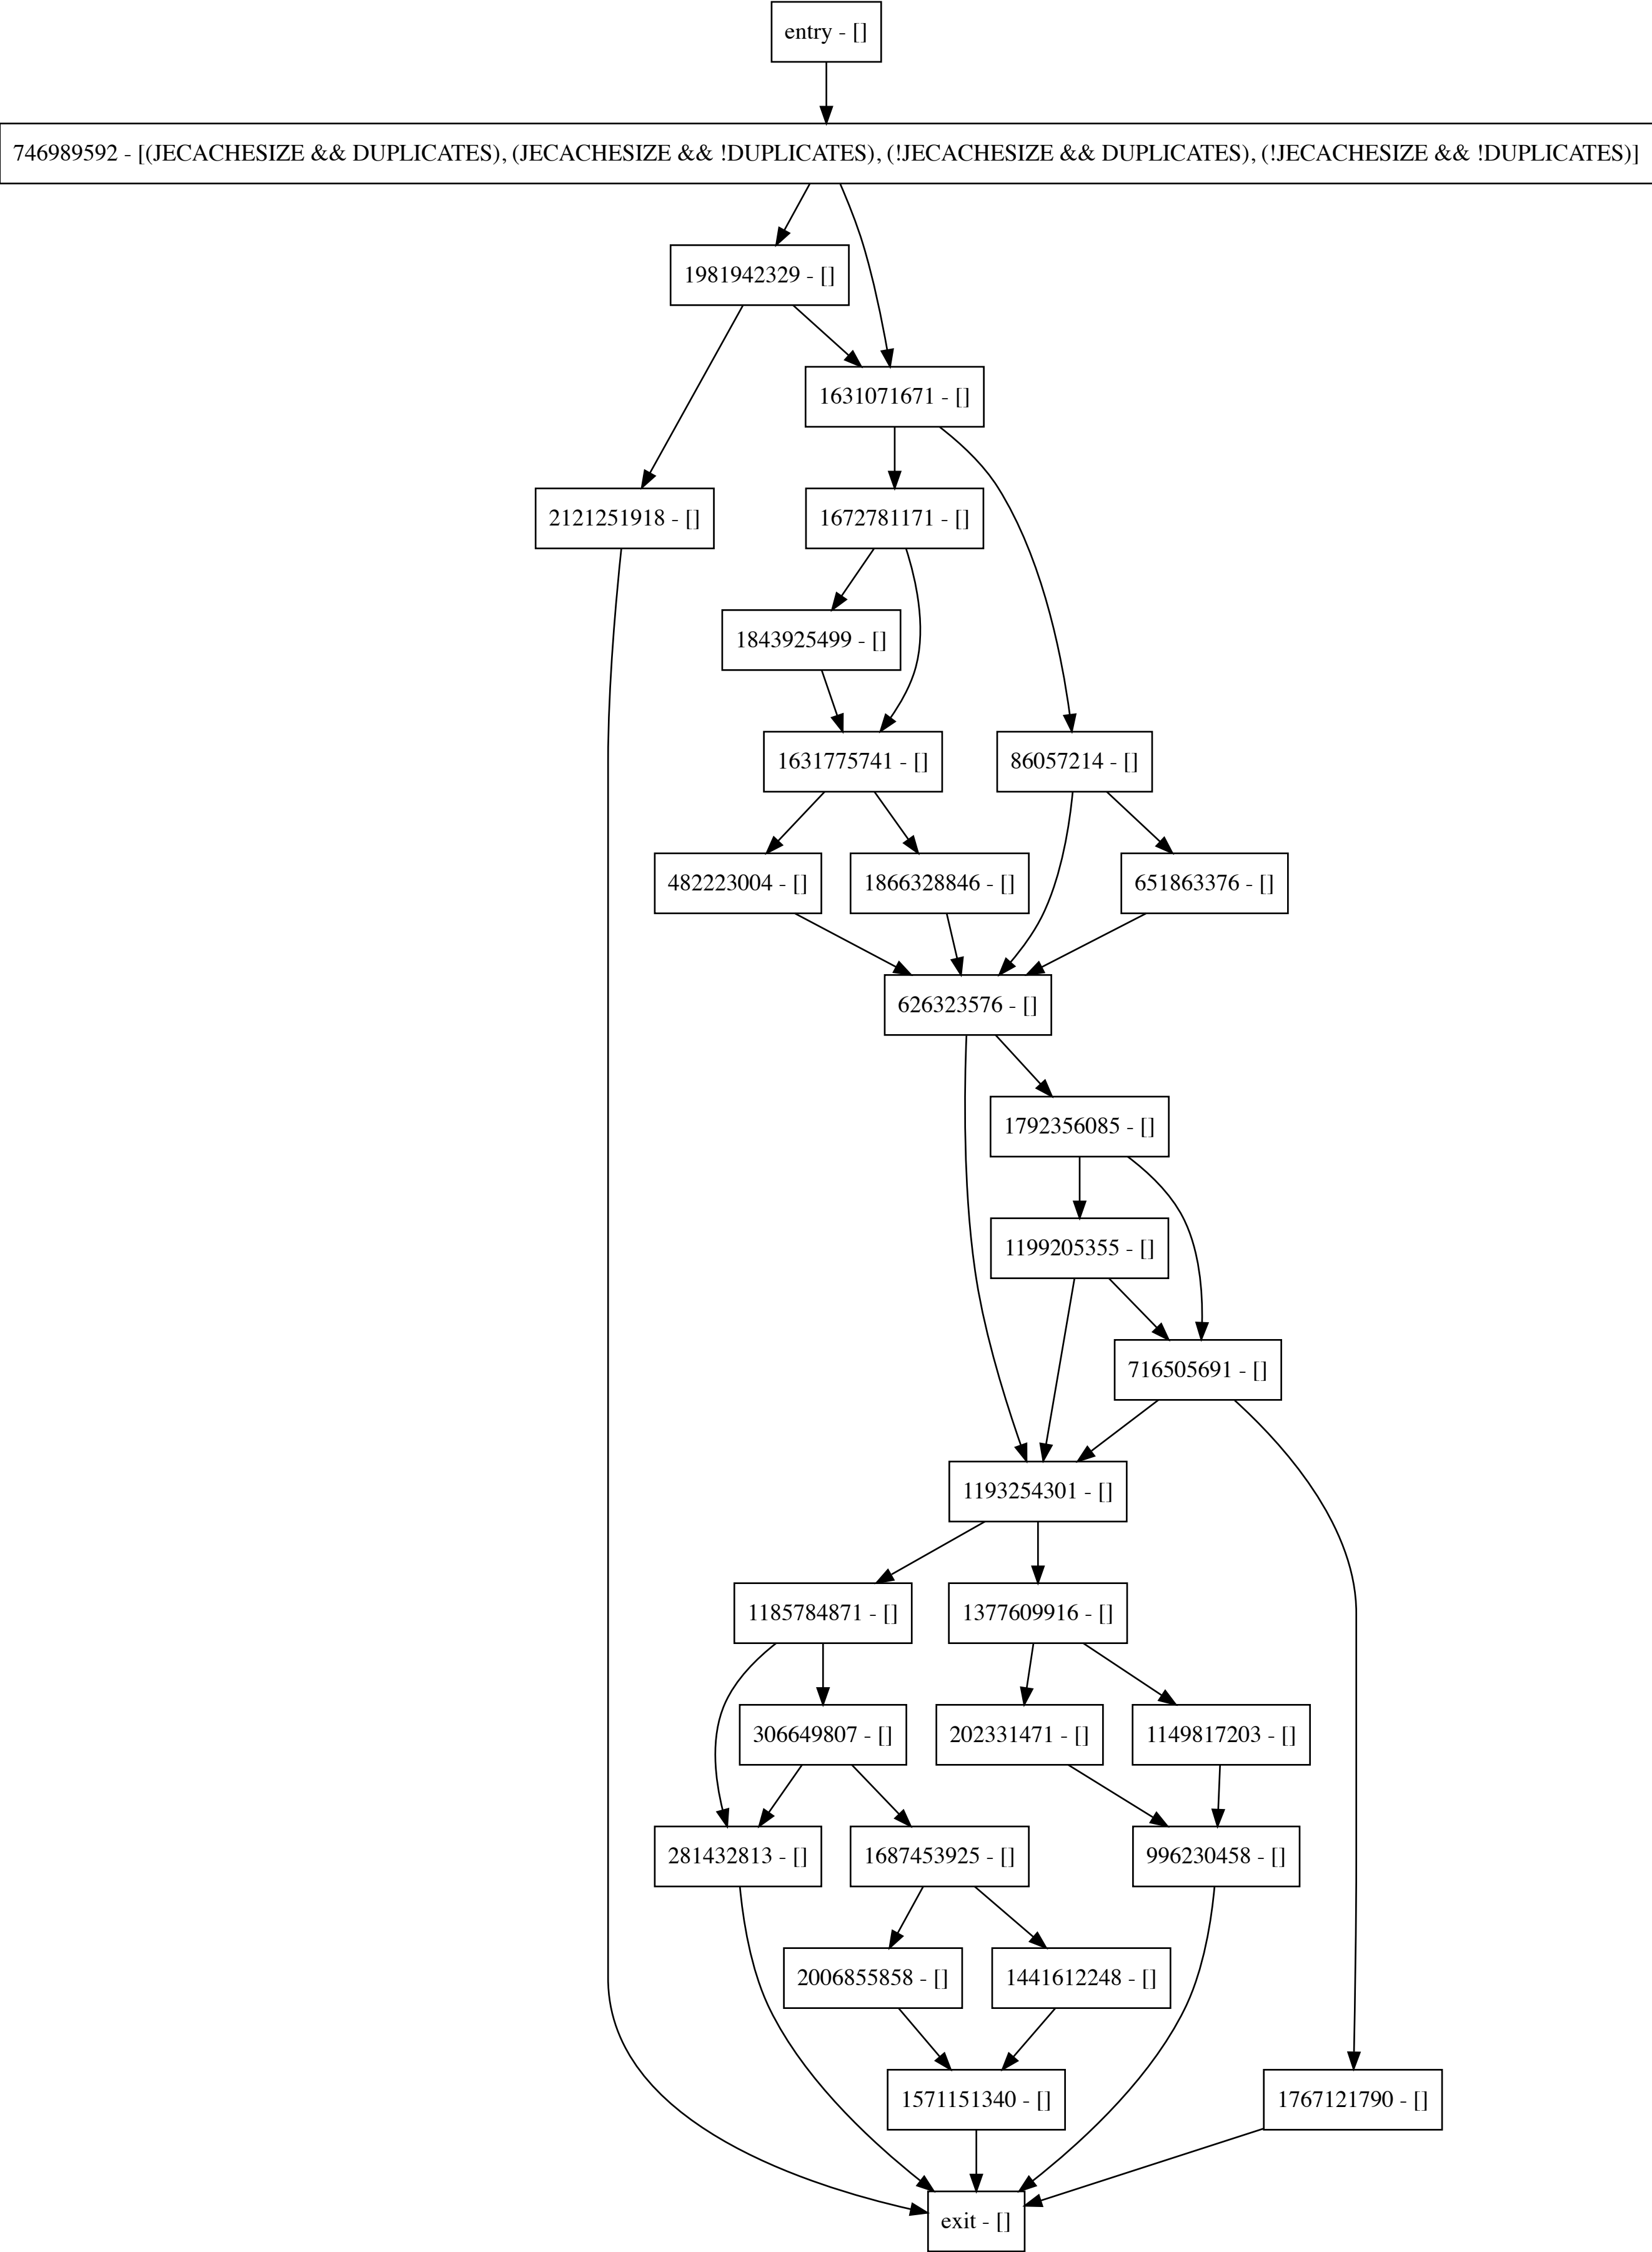 entry - []
746989592 - [(JECACHESIZE && DUPLICATES), (JECACHESIZE && !DUPLICATES), (!JECACHESIZE && DUPLICATES), (!JECACHESIZE && !DUPLICATES)]
1981942329 - []
1631071671 - []
2121251918 - []
1672781171 - []
1843925499 - []
1631775741 - []
86057214 - []
482223004 - []
1866328846 - []
651863376 - []
626323576 - []
1792356085 - []
1199205355 - []
716505691 - []
1193254301 - []
1185784871 - []
1377609916 - []
306649807 - []
202331471 - []
1149817203 - []
281432813 - []
1687453925 - []
996230458 - []
2006855858 - []
1441612248 - []
1571151340 - []
1767121790 - []
exit - []